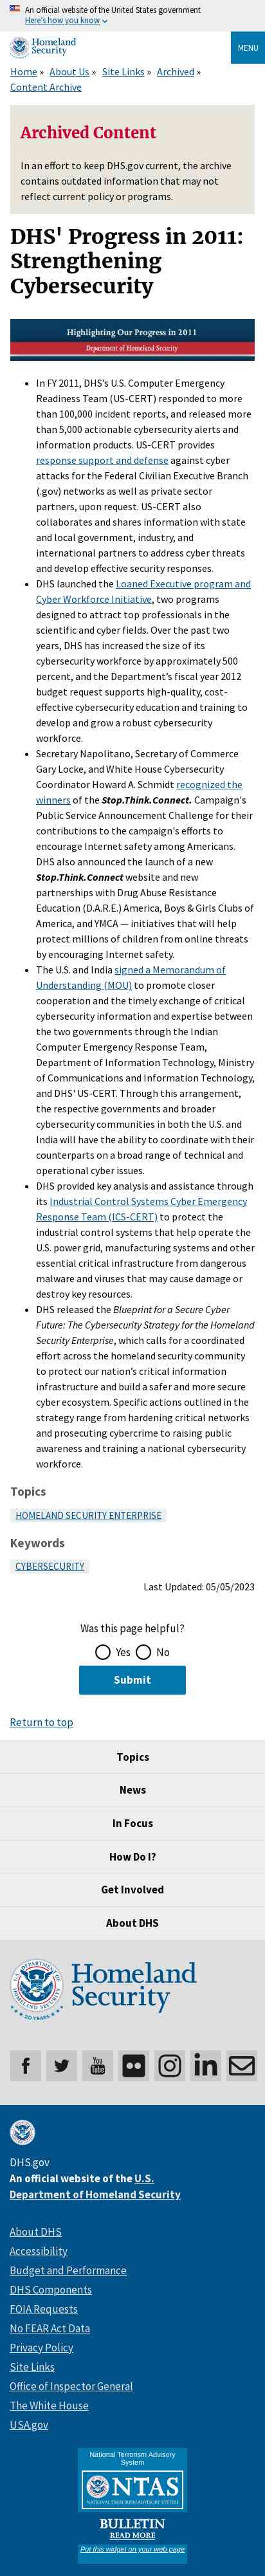 An official website of the United States government
Here's how you know
Homeland
Security
MENU
Home » About Us » Site Links » Archived »
Content Archive
Archived Content
In an effort to keep DHS.gov current, the archive
contains outdated information that may not
reflect current policy or programs.
DHS' Progress in 2011:
Strengthening
Cybersecurity
Highlighting Our Progress in 2011
Department of Homeland Security
In FY 2011, DHS’s U.S. Computer Emergency
Readiness Team (US-CERT) responded to more
than 100,000 incident reports, and released more
than 5,000 actionable cybersecurity alerts and
information products. US-CERT provides
response support and defense against cyber
attacks for the Federal Civilian Executive Branch
(.gov) networks as well as private sector
partners, upon request. US-CERT also
collaborates and shares information with state
and local government, industry, and
international partners to address cyber threats
and develop effective security responses.
DHS launched the Loaned Executive program and
Cyber Workforce Initiative, two programs
designed to attract top professionals in the
scientific and cyber fields. Over the past two
years, DHS has increased the size of its
cybersecurity workforce by approximately 500
percent, and the Department’s fiscal year 2012
budget request supports high-quality, cost-
effective cybersecurity education and training to
develop and grow a robust cybersecurity
workforce.
Secretary Napolitano, Secretary of Commerce
Gary Locke, and White House Cybersecurity
Coordinator Howard A. Schmidt recognized the
winners of the Stop.Think.Connect. Campaign's
Public Service Announcement Challenge for their
contributions to the campaign's efforts to
encourage Internet safety among Americans.
DHS also announced the launch of a new
Stop.Think.Connect website and new
partnerships with Drug Abuse Resistance
Education (D.A.R.E.) America, Boys & Girls Clubs of
America, and YMCA — initiatives that will help
protect millions of children from online threats
by encouraging Internet safety.
The U.S. and India signed a Memorandum of
Understanding (MOU) to promote closer
cooperation and the timely exchange of critical
cybersecurity information and expertise between
the two governments through the Indian
Computer Emergency Response Team,
Department of Information Technology, Ministry
of Communications and Information Technology,
and DHS' US-CERT. Through this arrangement,
the respective governments and broader
cybersecurity communities in both the U.S. and
India will have the ability to coordinate with their
counterparts on a broad range of technical and
operational cyber issues.
DHS provided key analysis and assistance through
its Industrial Control Systems Cyber Emergency
Response Team (ICS-CERT) to protect the
industrial control systems that help operate the
U.S. power grid, manufacturing systems and other
essential critical infrastructure from dangerous
malware and viruses that may cause damage or
destroy key resources.
DHS released the Blueprint for a Secure Cyber
Future: The Cybersecurity Strategy for the Homeland
Security Enterprise, which calls for a coordinated
effort across the homeland security community
to protect our nation’s critical information
infrastructure and build a safer and more secure
cyber ecosystem. Specific actions outlined in the
strategy range from hardening critical networks
and prosecuting cybercrime to raising public
awareness and training a national cybersecurity
workforce.
Topics
HOMELAND SECURITY ENTERPRISE
Keywords
CYBERSECURITY
Last Updated: 05/05/2023
Was this page helpful?
Yes No
Submit
Return to top
Topics
News
In Focus
How Do I?
Get Involved
About DHS
Homeland
Security
20 YEARS
You
Tube
DHS.gov
An official website of the U.S.
Department of Homeland Security
About DHS
Accessibility
Budget and Performance
DHS Components
FOIA Requests
No FEAR Act Data
Privacy Policy
Site Links
Office of Inspector General
The White House
USA.gov
National Terrorism Advisory
System
NTAS
NATIONAL TERRORISM ADVISORY SYSTEM
BULLETIN
READ MORE
Put this widget on your web page